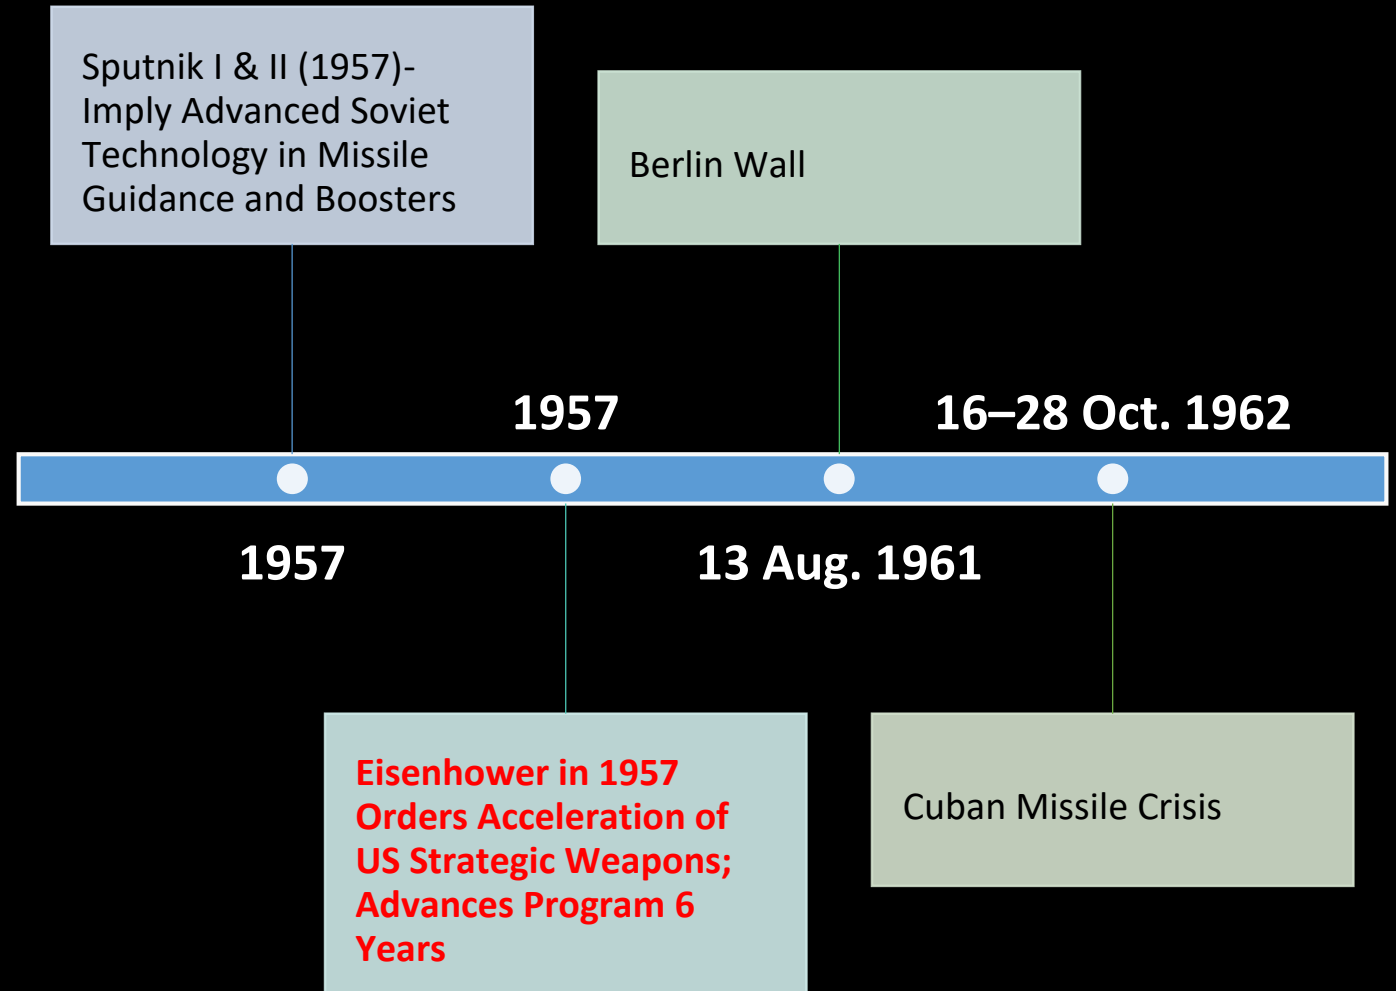 Sputnik I & II (1957)-
Imply Advanced Soviet
Technology in Missile
Guidance and Boosters
Berlin Wall
1957
16–28 Oct. 1962
1957
13 Aug. 1961
Eisenhower in 1957
Orders Acceleration of
US Strategic Weapons;
Advances Program 6
Years
Cuban Missile Crisis